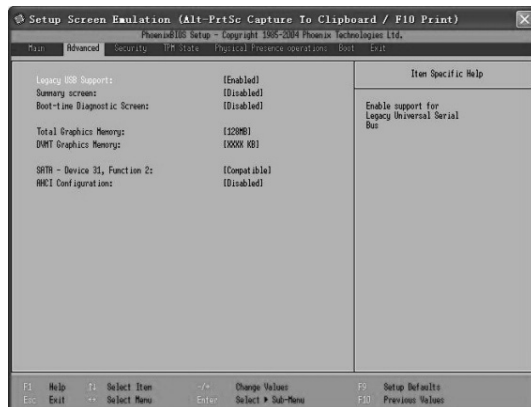 Setup Screen Emulation (Alt-PrtSc Capture To Clipboard / F10 Print)
PhoenixBIOS Setup - Copyright 1985-2004 Phoenix Technologies Ltd.
Main Advanced Security TPM State Physical Presence operations Boot Exit
Item Specific Help
Legacy USB Support: [Enabled]
Summary screen: [Disabled]
Boot-time Diagnostic Screen: [Disabled]
Enable support for
Legacy Universal Serial
Bus
Total Graphics Memory: [128MB]
DVMT Graphics Memory: [XXXX KB]
SATA - Device 31, Function 2: [Compatible]
AHCI Configuration: [Disabled]
F1 Help ↑↓ Select Item -/+ Change Values F9 Setup Defaults
Esc Exit ↔ Select Menu Enter Select ▶ Sub-Menu F10 Previous Values